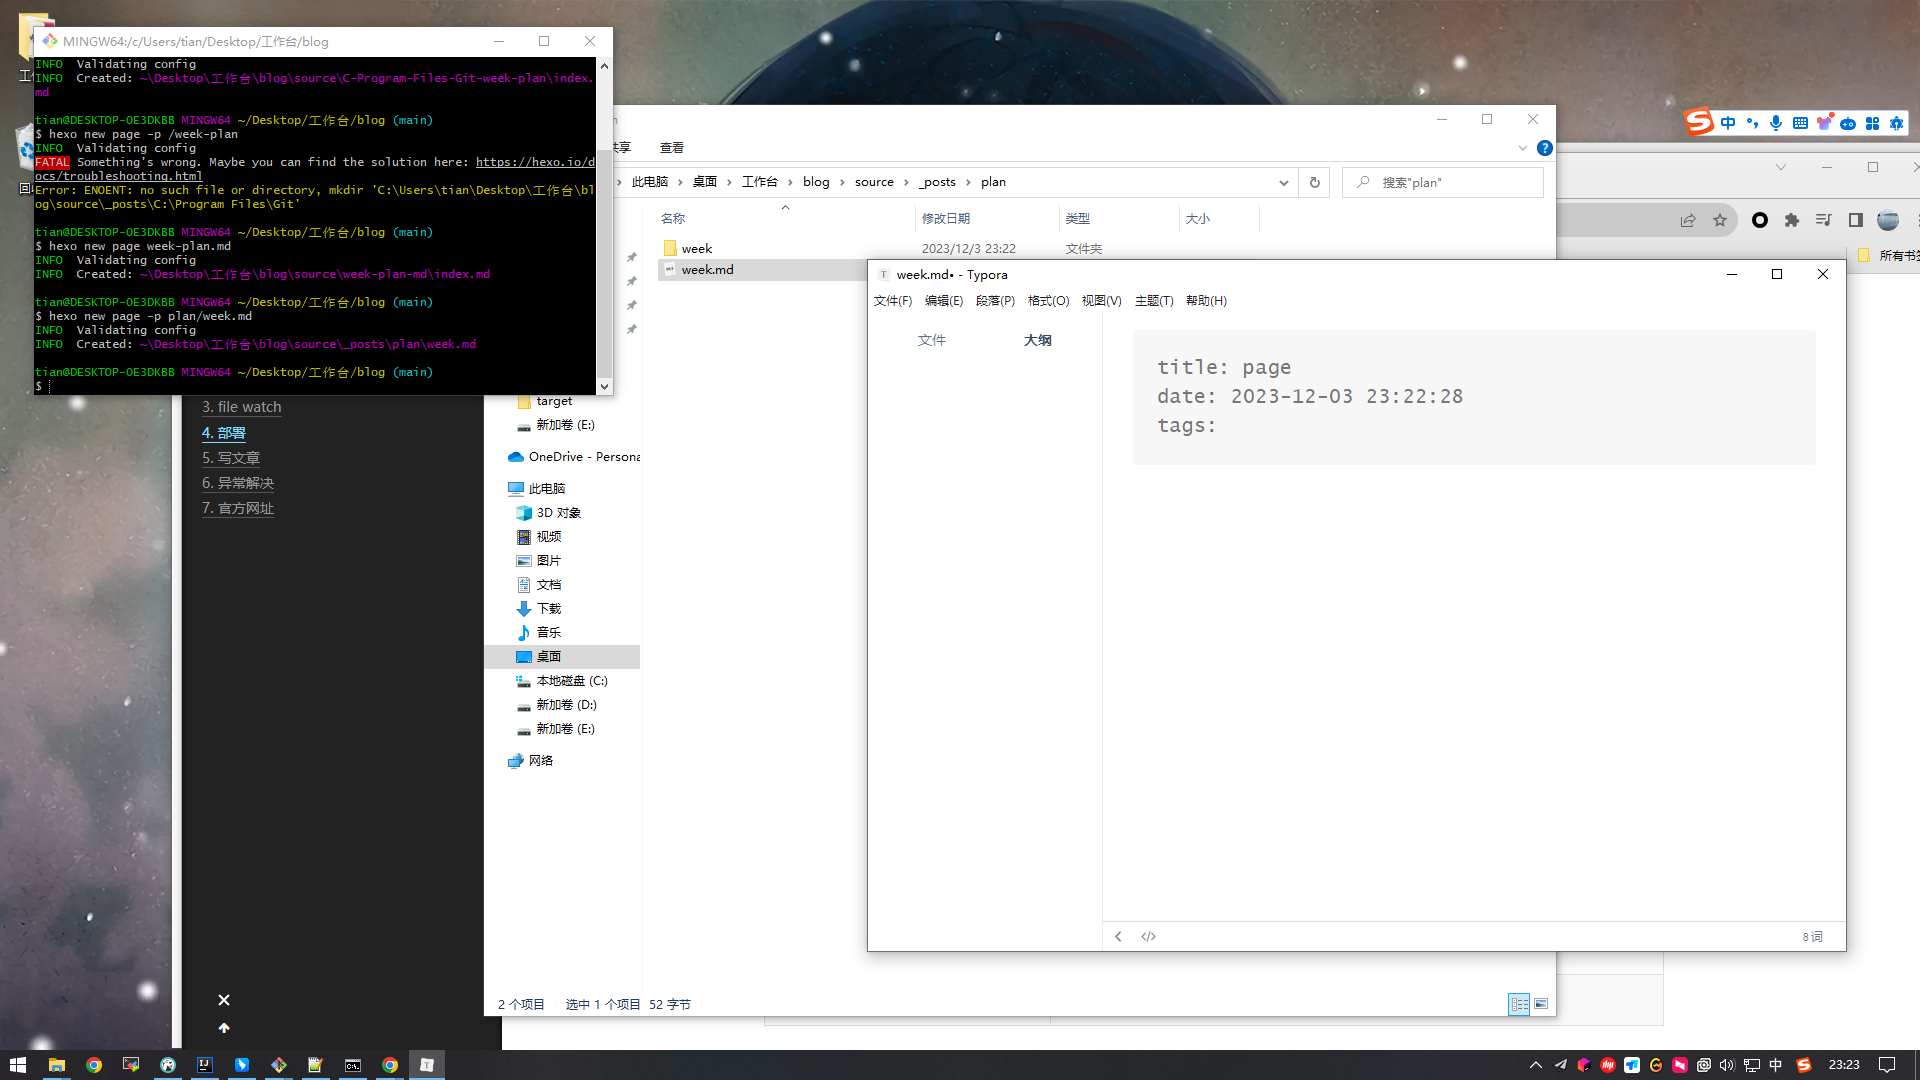 MINGW64:/c/Users/tian/Desktop/工作台/blog
INFO  Validating config
INFO  Created: ~\Desktop\工作台\blog\source\C-Program-Files-Git-week-plan\index.
md
tian@DESKTOP-OE3DKBB MINGW64 ~/Desktop/工作台/blog (main)
$ hexo new page -p /week-plan
INFO  Validating config
FATAL Something's wrong. Maybe you can find the solution here: https://hexo.io/d
ocs/troubleshooting.html
Error: ENOENT: no such file or directory, mkdir 'C:\Users\tian\Desktop\工作台\bl
og\source\_posts\C:\Program Files\Git'
tian@DESKTOP-OE3DKBB MINGW64 ~/Desktop/工作台/blog (main)
$ hexo new page week-plan.md
INFO  Validating config
INFO  Created: ~\Desktop\工作台\blog\source\week-plan-md\index.md
tian@DESKTOP-OE3DKBB MINGW64 ~/Desktop/工作台/blog (main)
$ hexo new page -p plan/week.md
INFO  Validating config
INFO  Created: ~\Desktop\工作台\blog\source\_posts\plan\week.md
tian@DESKTOP-OE3DKBB MINGW64 ~/Desktop/工作台/blog (main)
$
3. file watch
4. 部署
5. 写文章
6. 异常解决
7. 官方网址
查看
此电脑 › 桌面 › 工作台 › blog › source › _posts › plan
搜索"plan"
名称 修改日期 类型 大小
week 2023/12/3 23:22 文件夹
week.md
target
新加卷 (E:)
OneDrive - Persona
此电脑
3D 对象
视频
图片
文档
下载
音乐
桌面
本地磁盘 (C:)
新加卷 (D:)
新加卷 (E:)
网络
2 个项目 选中 1 个项目 52 字节
week.md• - Typora
文件(F) 编辑(E) 段落(P) 格式(O) 视图(V) 主题(T) 帮助(H)
文件 大纲
title: page
date: 2023-12-03 23:22:28
tags:
8 词
中
所有书签
中
23:23